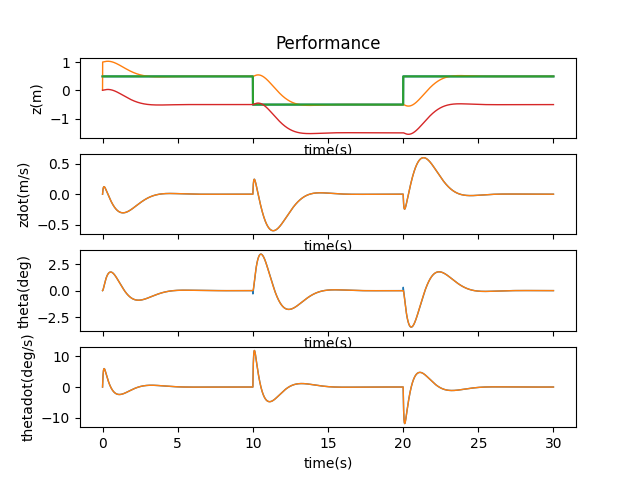 Performance
z(m)
1
0
−1
time(s)
zdot(m/s)
0.5
0.0
−0.5
time(s)
theta(deg)
2.5
0.0
−2.5
time(s)
thetadot(deg/s)
10
0
−10
0 5 10 15 20 25 30
time(s)